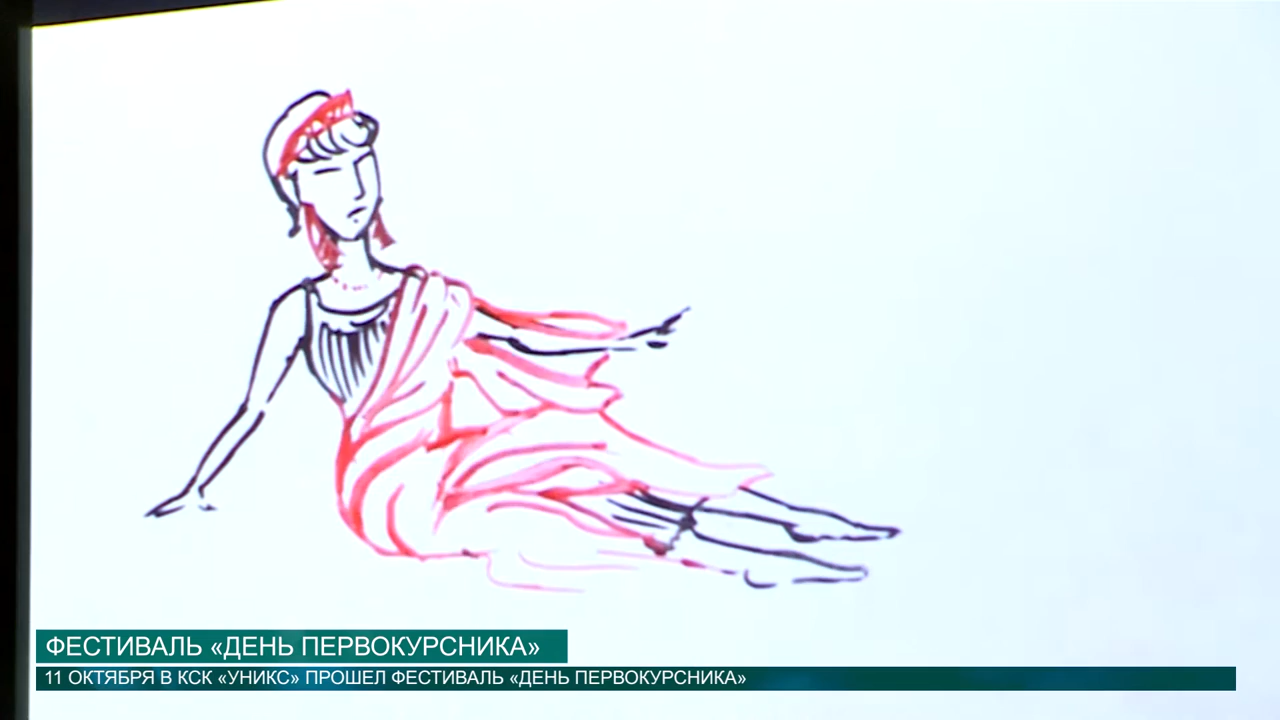 ФЕСТИВАЛЬ «ДЕНЬ ПЕРВОКУРСНИКА»
11 ОКТЯБРЯ В КСК «УНИКС» ПРОШЕЛ ФЕСТИВАЛЬ «ДЕНЬ ПЕРВОКУРСНИКА»